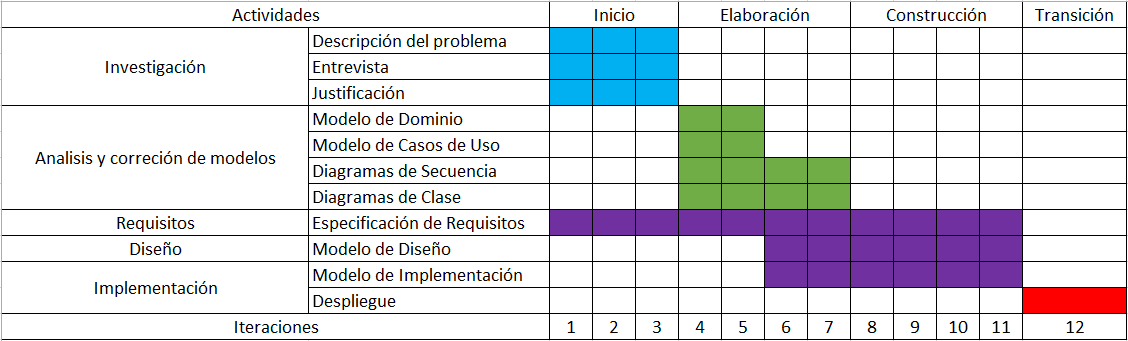 Actividades Inicio Elaboración Construcción Transición
Descripción del problema
Investigación Entrevista
Justificación
Modelo de Dominio
Modelo de Casos de Uso
Analisis y correción de modelos
Diagramas de Secuencia
Diagramas de Clase
Requisitos Especificación de Requisitos
Diseño Modelo de Diseño
Modelo de Implementación
Implementación
Despliegue
Iteraciones 1 2 3 4 5 6 7 8 9 10 11 12